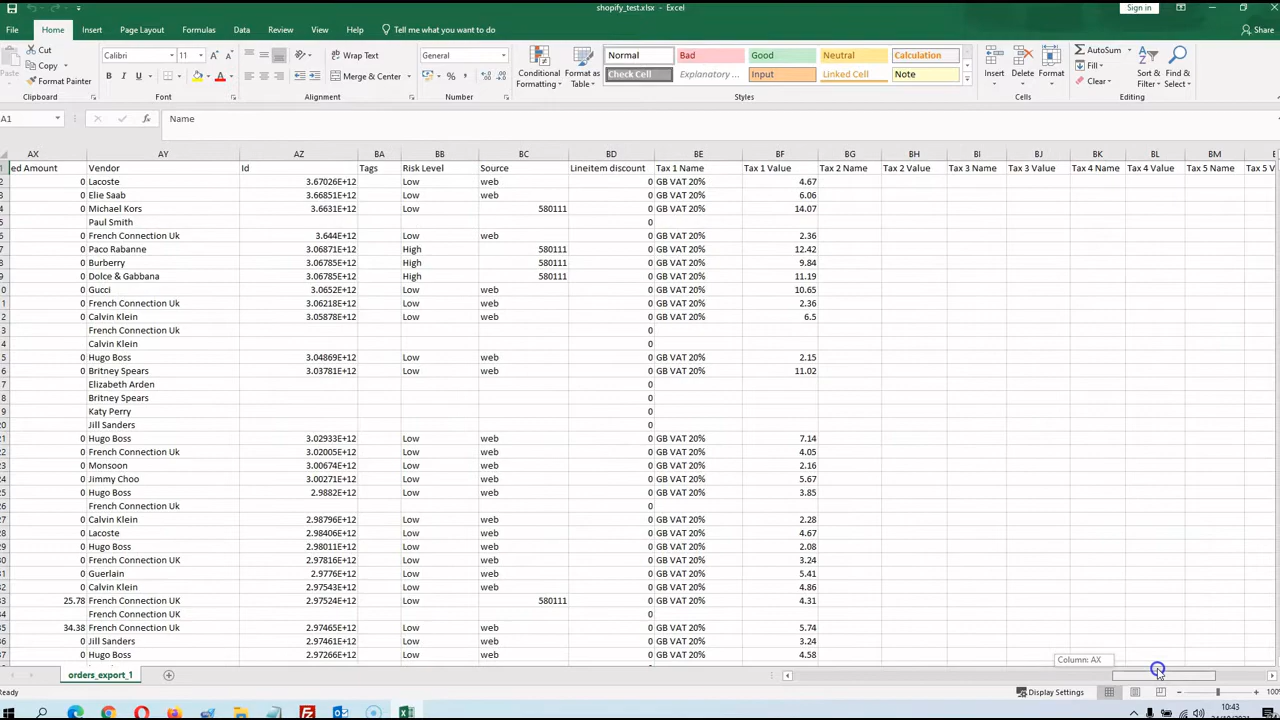 shopify_test.xlsx - Excel
Sign in
File Home Insert Page Layout Formulas Data Review View Help Tell me what you want to do Share
Cut
Copy
Format Painter
Paste
Calibri 11
Wrap Text
Merge & Center
General
Conditional Formatting
Format as Table
Normal Bad Good Neutral Calculation
Check Cell Explanatory ... Input Linked Cell Note
Insert Delete Format
AutoSum
Fill
Clear
Sort & Filter
Find & Select
Clipboard Font Alignment Number Styles Cells Editing
A1 Name
AX AY AZ BA BB BC BD BE BF BG BH BI BJ BK BL BM
ed Amount Vendor Id Tags Risk Level Source Lineitem discount Tax 1 Name Tax 1 Value Tax 2 Name Tax 2 Value Tax 3 Name Tax 3 Value Tax 4 Name Tax 4 Value Tax 5 Name Tax 5 V
0 Lacoste 3.67026E+12 Low web 0 GB VAT 20% 4.67
0 Elie Saab 3.66851E+12 Low web 0 GB VAT 20% 6.06
0 Michael Kors 3.6631E+12 Low 580111 0 GB VAT 20% 14.07
Paul Smith 0
0 French Connection Uk 3.644E+12 Low web 0 GB VAT 20% 2.36
0 Paco Rabanne 3.06871E+12 High 580111 0 GB VAT 20% 12.42
0 Burberry 3.06785E+12 High 580111 0 GB VAT 20% 9.84
0 Dolce & Gabbana 3.06785E+12 High 580111 0 GB VAT 20% 11.19
0 Gucci 3.0652E+12 Low web 0 GB VAT 20% 10.65
0 French Connection Uk 3.06218E+12 Low web 0 GB VAT 20% 2.36
0 Calvin Klein 3.05878E+12 Low web 0 GB VAT 20% 6.5
French Connection Uk 0
Calvin Klein 0
0 Hugo Boss 3.04869E+12 Low web 0 GB VAT 20% 2.15
0 Britney Spears 3.03781E+12 Low web 0 GB VAT 20% 11.02
Elizabeth Arden 0
Britney Spears 0
Katy Perry 0
Jill Sanders 0
21 0 Hugo Boss 3.02933E+12 Low web 0 GB VAT 20% 7.14
22 0 French Connection Uk 3.02005E+12 Low web 0 GB VAT 20% 4.05
23 0 Monsoon 3.00674E+12 Low web 0 GB VAT 20% 2.16
24 0 Jimmy Choo 3.00271E+12 Low web 0 GB VAT 20% 5.67
25 0 Hugo Boss 2.9882E+12 Low web 0 GB VAT 20% 3.85
26 French Connection Uk 0
27 0 Calvin Klein 2.98796E+12 Low web 0 GB VAT 20% 2.28
28 0 Lacoste 2.98406E+12 Low web 0 GB VAT 20% 4.67
29 0 Hugo Boss 2.98011E+12 Low web 0 GB VAT 20% 2.08
30 0 French Connection UK 2.97816E+12 Low web 0 GB VAT 20% 3.24
31 0 Guerlain 2.9776E+12 Low web 0 GB VAT 20% 5.41
32 0 Calvin Klein 2.97543E+12 Low web 0 GB VAT 20% 4.86
33 25.78 French Connection UK 2.97524E+12 Low 580111 0 GB VAT 20% 4.31
34 French Connection UK 0
35 34.38 French Connection Uk 2.97465E+12 Low web 0 GB VAT 20% 5.74
36 0 Jill Sanders 2.97461E+12 Low web 0 GB VAT 20% 3.24
37 0 Hugo Boss 2.97266E+12 Low web 0 GB VAT 20% 4.58
Column: AX
orders_export_1
Ready Display Settings 100
10:43